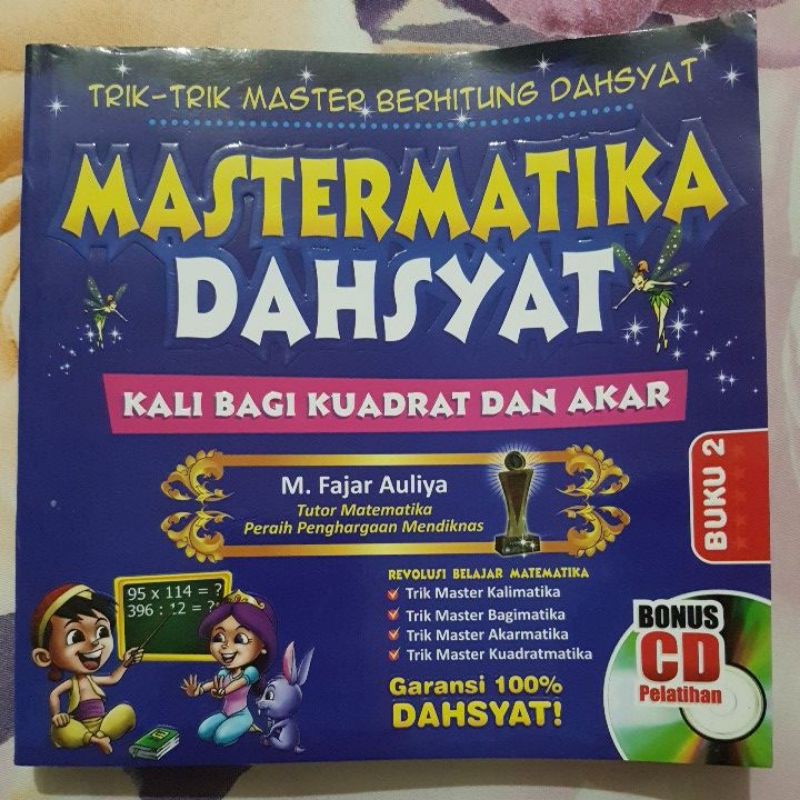 TRIK-TRIK MASTER BERHITUNG DAHSYAT
MASTERMATIKA
DAHSYAT
KALI BAGI KUADRAT DAN AKAR
M. Fajar Auliya
Tutor Matematika
Peraih Penghargaan Mendiknas
BUKU 2
REVOLUSI BELAJAR MATEMATIKA
Trik Master Kalimatika
Trik Master Bagimatika
Trik Master Akarmatika
Trik Master Kuadratmatika
Garansi 100%
DAHSYAT!
95 x 114 = ?
396 : 12 = ?
BONUS
CD
Pelatihan